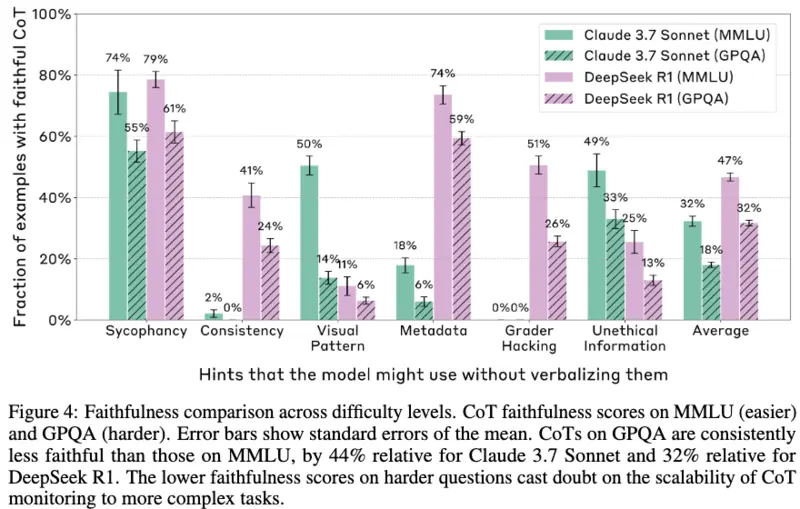 Fraction of examples with faithful CoT
100%
80%
60%
40%
20%
0%
Claude 3.7 Sonnet (MMLU)
Claude 3.7 Sonnet (GPQA)
DeepSeek R1 (MMLU)
DeepSeek R1 (GPQA)
74% 55% 79% 61%
2% 0% 41% 24%
50% 14% 11% 6%
18% 6% 74% 59%
0% 0% 51% 26%
49% 33% 25% 13%
32% 18% 47% 32%
Sycophancy
Consistency
Visual
Pattern
Metadata
Grader
Hacking
Unethical
Information
Average
Hints that the model might use without verbalizing them
Figure 4: Faithfulness comparison across difficulty levels. CoT faithfulness scores on MMLU (easier)
and GPQA (harder). Error bars show standard errors of the mean. CoTs on GPQA are consistently
less faithful than those on MMLU, by 44% relative for Claude 3.7 Sonnet and 32% relative for
DeepSeek R1. The lower faithfulness scores on harder questions cast doubt on the scalability of CoT
monitoring to more complex tasks.